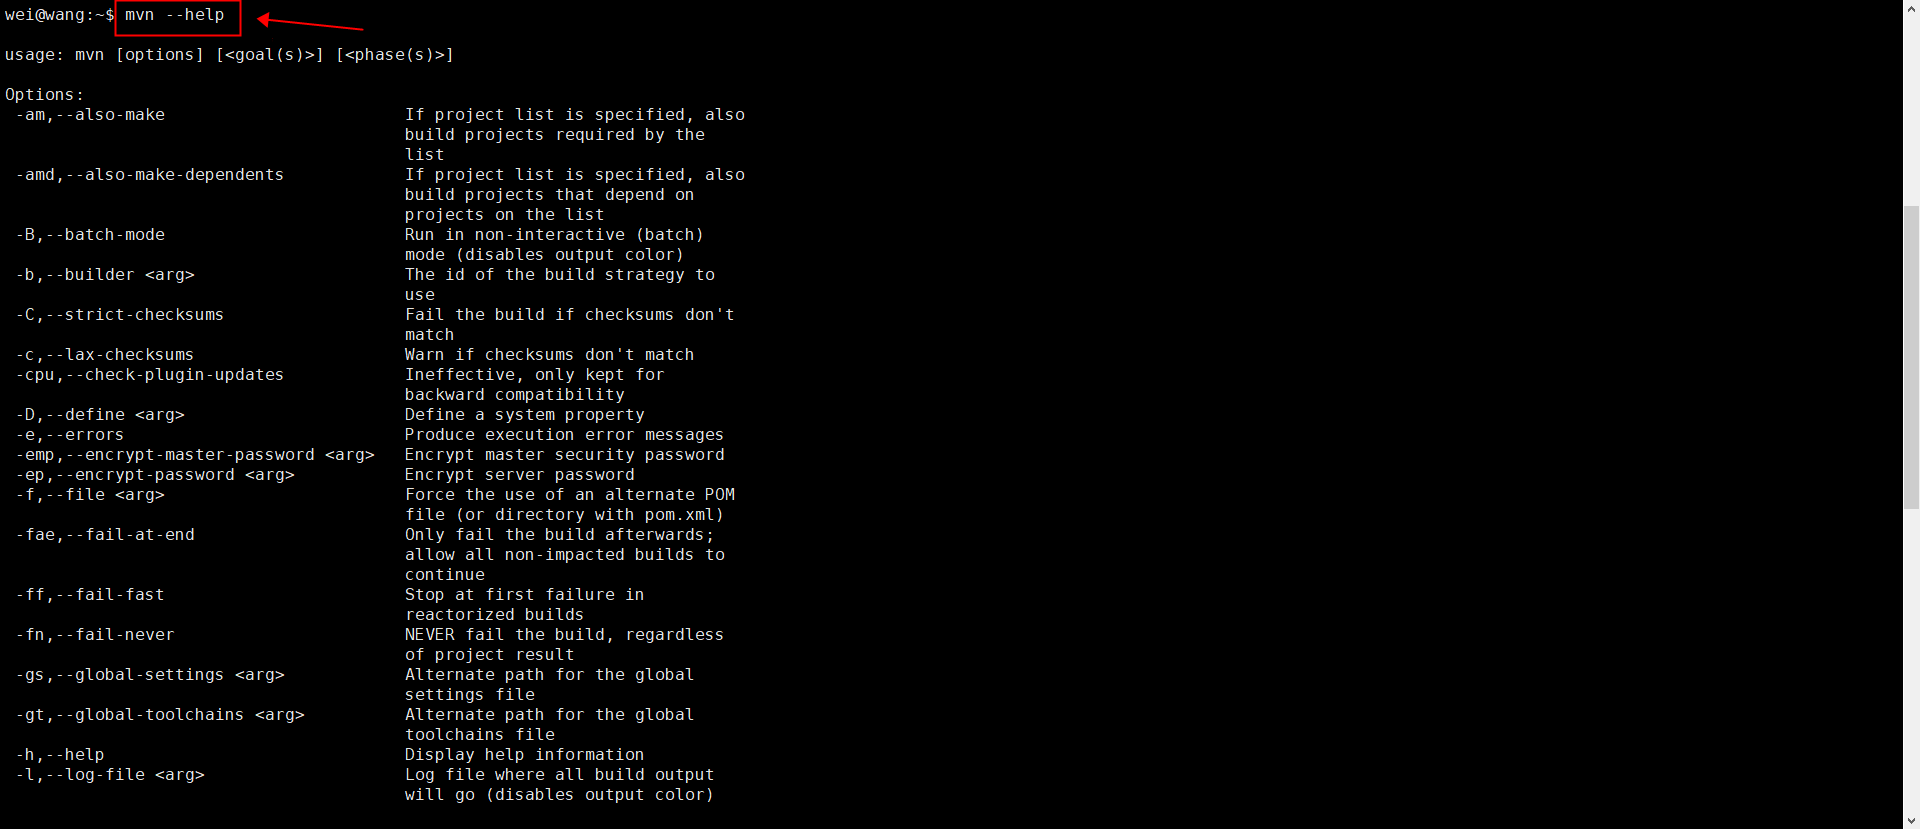 wei@wang:~$ mvn --help
usage: mvn [options] [<goal(s)>] [<phase(s)>]
Options:
-am,--also-make If project list is specified, also
build projects required by the
list
-amd,--also-make-dependents If project list is specified, also
build projects that depend on
projects on the list
-B,--batch-mode Run in non-interactive (batch)
mode (disables output color)
-b,--builder <arg> The id of the build strategy to
use
-C,--strict-checksums Fail the build if checksums don't
match
-c,--lax-checksums Warn if checksums don't match
-cpu,--check-plugin-updates Ineffective, only kept for
backward compatibility
-D,--define <arg> Define a system property
-e,--errors Produce execution error messages
-emp,--encrypt-master-password <arg> Encrypt master security password
-ep,--encrypt-password <arg> Encrypt server password
-f,--file <arg> Force the use of an alternate POM
file (or directory with pom.xml)
-fae,--fail-at-end Only fail the build afterwards;
allow all non-impacted builds to
continue
-ff,--fail-fast Stop at first failure in
reactorized builds
-fn,--fail-never NEVER fail the build, regardless
of project result
-gs,--global-settings <arg> Alternate path for the global
settings file
-gt,--global-toolchains <arg> Alternate path for the global
toolchains file
-h,--help Display help information
-l,--log-file <arg> Log file where all build output
will go (disables output color)